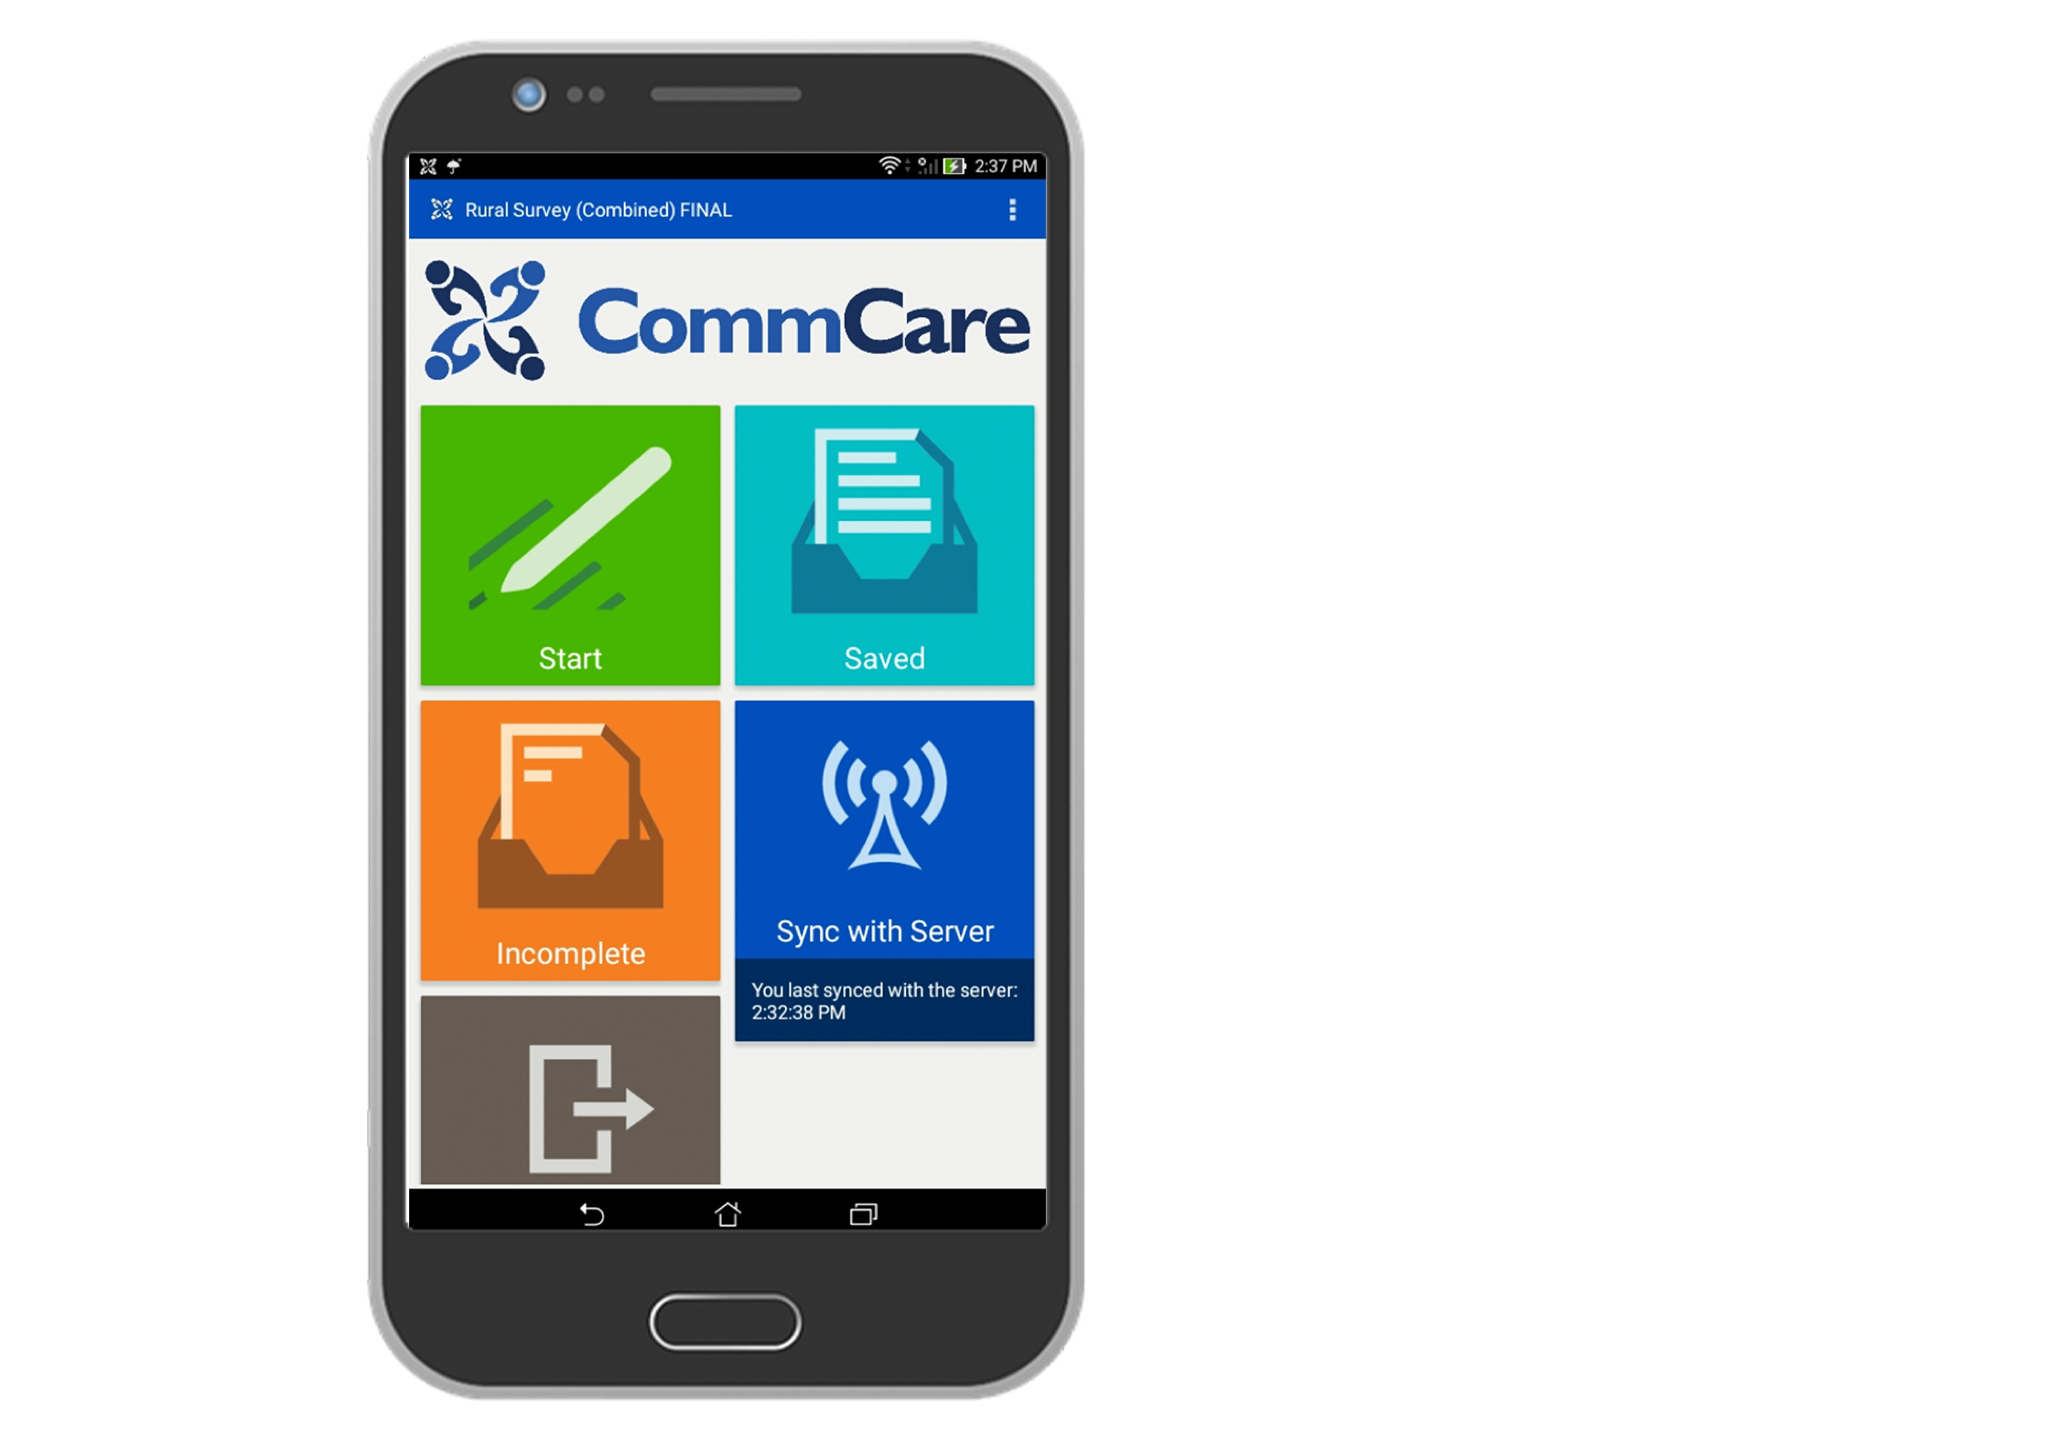 2:37 PM
Rural Survey (Combined) FINAL
CommCare
Start
Saved
Incomplete
Sync with Server
You last synced with the server:
2:32:38 PM